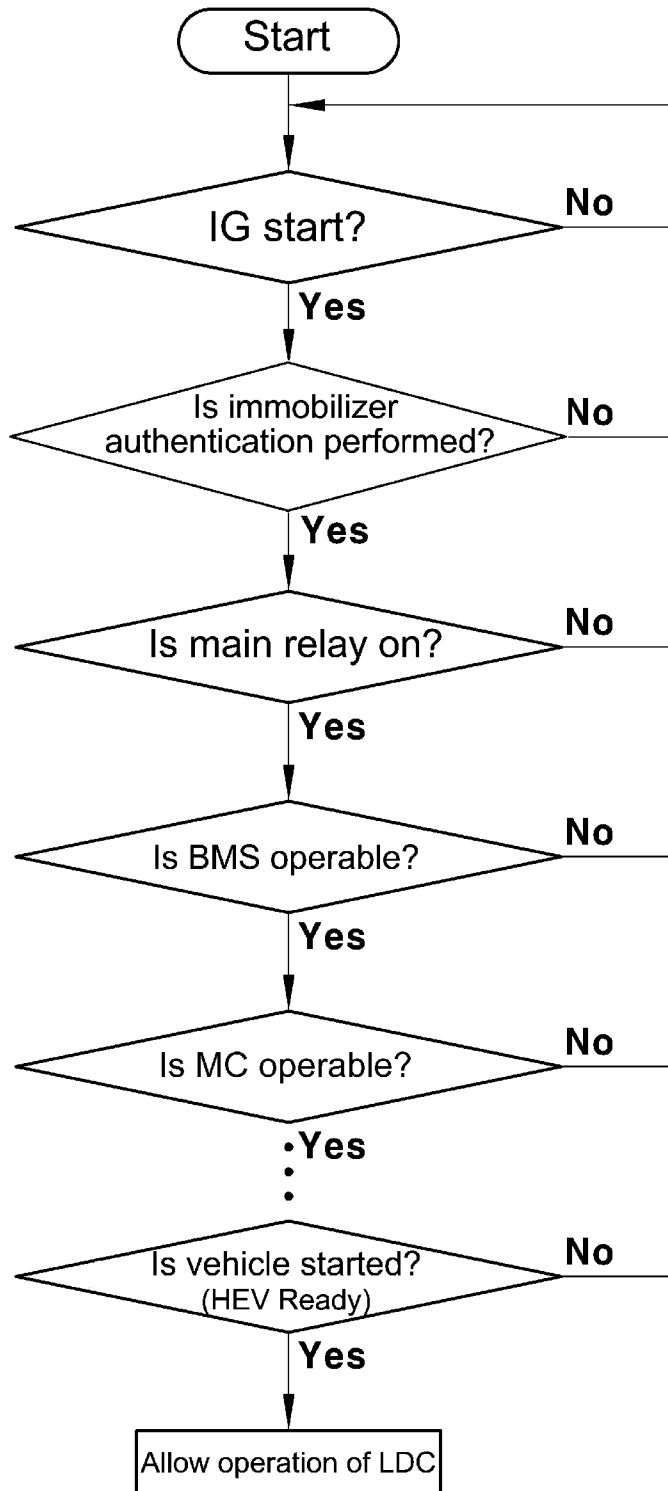 Start
IG start?
No
Yes
Is immobilizer
authentication performed?
No
Yes
Is main relay on?
No
Yes
Is BMS operable?
No
Yes
Is MC operable?
No
Yes
Is vehicle started?
(HEV Ready)
No
Yes
Allow operation of LDC